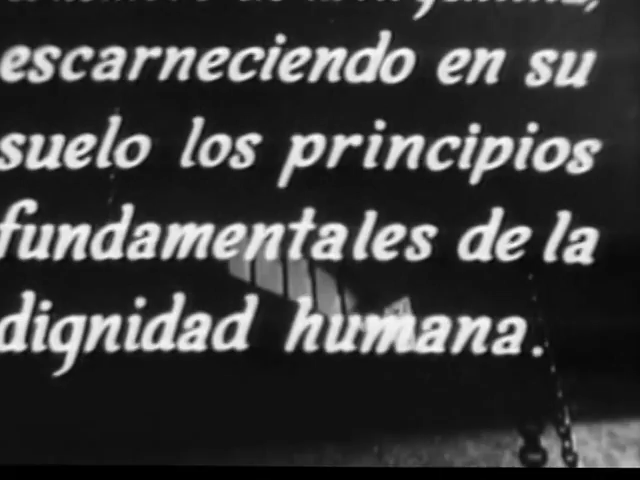 escarneciendo en su
suelo los principios
fundamentales de la
dignidad humana.